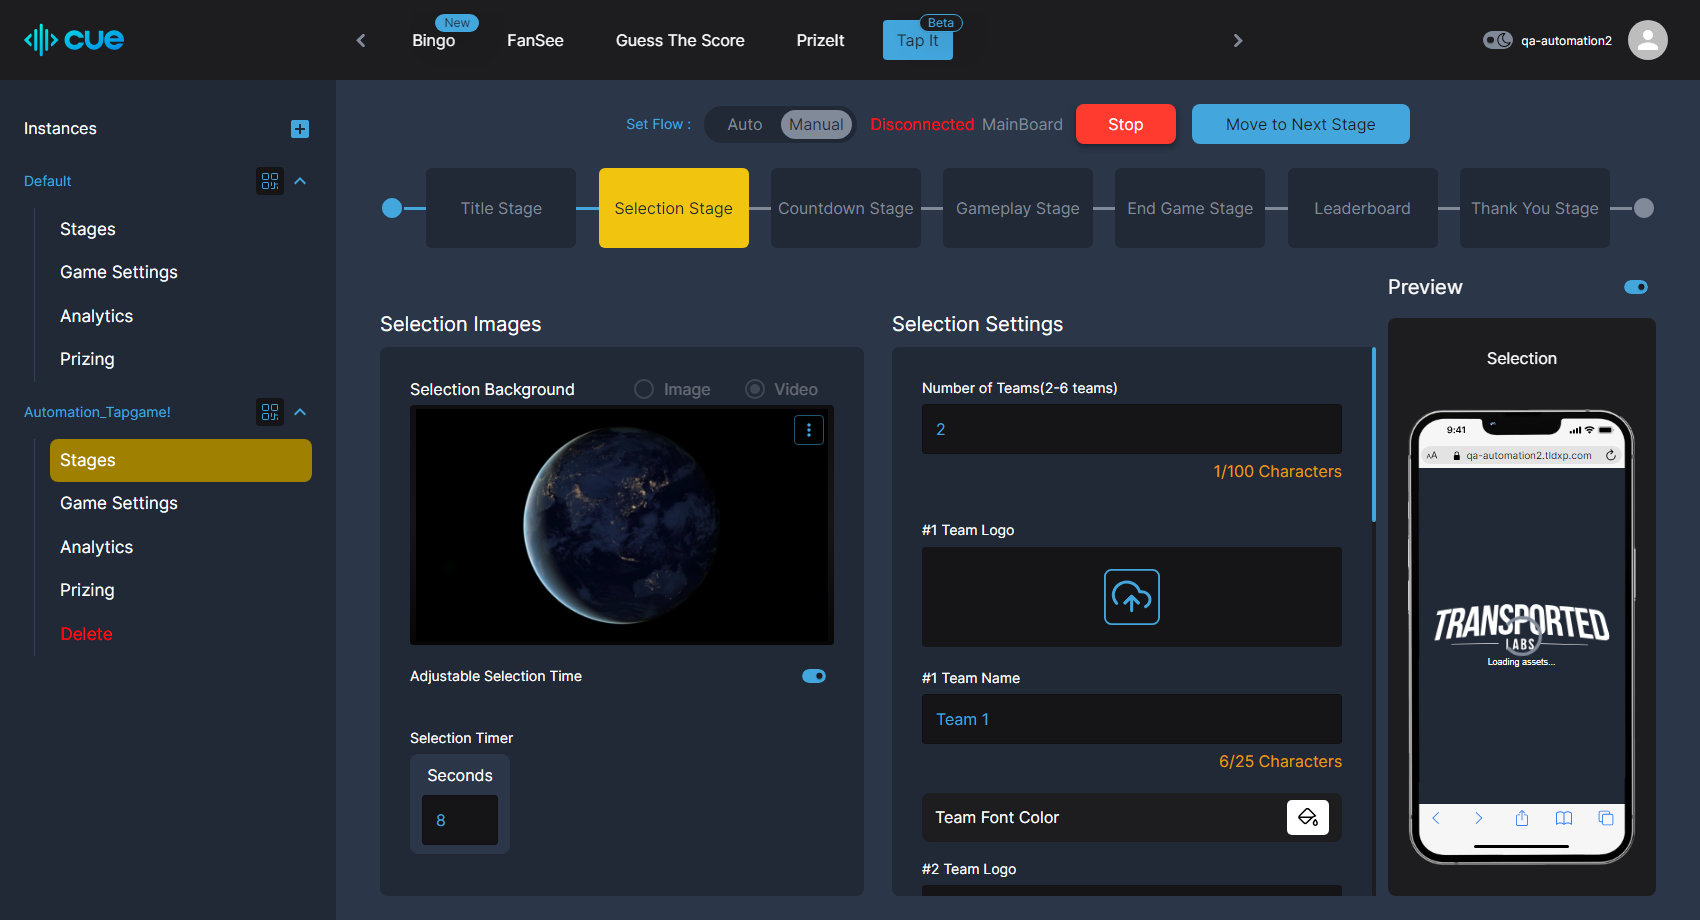 cue
New
Bingo
FanSee
Guess The Score
PrizeIt
Beta
Tap It
qa-automation2
Instances
Default
Stages
Game Settings
Analytics
Prizing
Automation_Tapgame!
Stages
Game Settings
Analytics
Prizing
Delete
Set Flow :
Auto
Manual
Disconnected MainBoard
Stop
Move to Next Stage
Title Stage
Selection Stage
Countdown Stage
Gameplay Stage
End Game Stage
Leaderboard
Thank You Stage
Selection Images
Selection Background
Image
Video
Adjustable Selection Time
Selection Timer
Seconds
8
Selection Settings
Number of Teams(2-6 teams)
2
1/100 Characters
#1 Team Logo
#1 Team Name
Team 1
6/25 Characters
Team Font Color
#2 Team Logo
Preview
Selection
9:41
AA
qa-automation2.tldxp.com
TRANSPORTED
LABS
Loading assets...